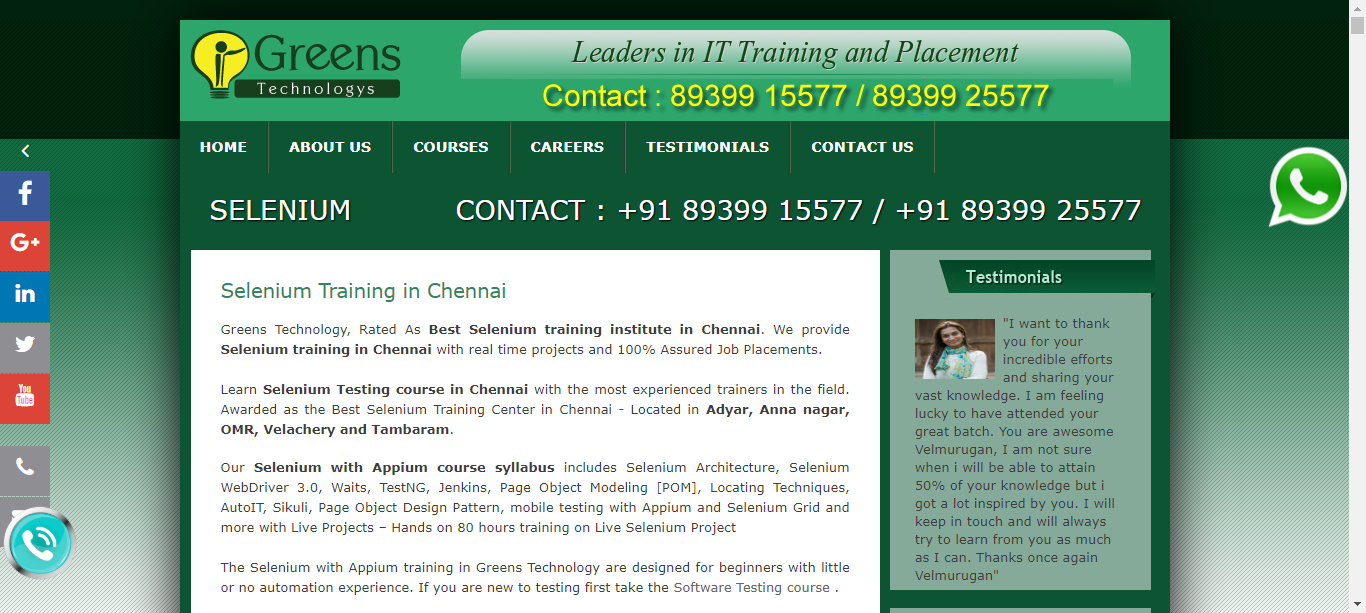 Greens
Technologys
Leaders in IT Training and Placement
Contact : 89399 15577 / 89399 25577
HOME ABOUT US COURSES CAREERS TESTIMONIALS CONTACT US
SELENIUM CONTACT : +91 89399 15577 / +91 89399 25577
f
G+
in
You
Tube
Selenium Training in Chennai
Greens Technology, Rated As Best Selenium training institute in Chennai. We provide
Selenium training in Chennai with real time projects and 100% Assured Job Placements.
Learn Selenium Testing course in Chennai with the most experienced trainers in the field.
Awarded as the Best Selenium Training Center in Chennai - Located in Adyar, Anna nagar,
OMR, Velachery and Tambaram.
Our Selenium with Appium course syllabus includes Selenium Architecture, Selenium
WebDriver 3.0, Waits, TestNG, Jenkins, Page Object Modeling [POM], Locating Techniques,
AutoIT, Sikuli, Page Object Design Pattern, mobile testing with Appium and Selenium Grid and
more with Live Projects – Hands on 80 hours training on Live Selenium Project
The Selenium with Appium training in Greens Technology are designed for beginners with little
or no automation experience. If you are new to testing first take the Software Testing course .
Testimonials
"I want to thank
you for your
incredible efforts
and sharing your
vast knowledge. I am feeling
lucky to have attended your
great batch. You are awesome
Velmurugan, I am not sure
when i will be able to attain
50% of your knowledge but i
got a lot inspired by you. I will
keep in touch and will always
try to learn from you as much
as I can. Thanks once again
Velmurugan"